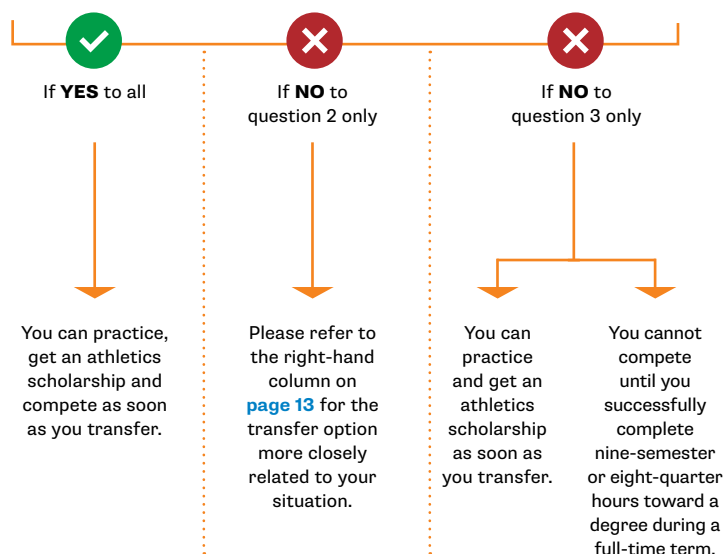 If YES to all
If NO to
question 2 only
If NO to
question 3 only
You can practice,
get an athletics
scholarship and
compete as soon
as you transfer.
Please refer to
the right-hand
column on
page 13 for the
transfer option
more closely
related to your
situation.
You can
practice
and get an
athletics
scholarship
as soon as
you transfer.
You cannot
compete
until you
successfully
complete
nine-semester
or eight-quarter
hours toward a
degree during a
full-time term.